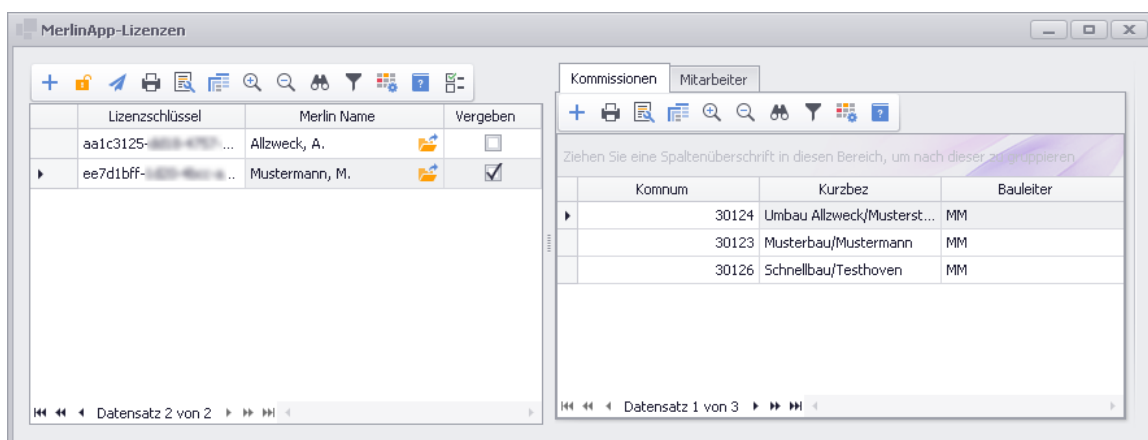 MerlinApp-Lizenzen
Kommissionen Mitarbeiter
Lizenzschlüssel Merlin Name Vergeben
aa1c3125- ... Allzweck, A.
ee7d1bff- ... Mustermann, M.
Ziehen Sie eine Spaltenüberschrift in diesen Bereich, um nach dieser zu gruppieren
Komnum Kurzbez Bauleiter
30124 Umbau Allzweck/Musterst... MM
30123 Musterbau/Mustermann MM
30126 Schnellbau/Testhoven MM
Datensatz 2 von 2
Datensatz 1 von 3